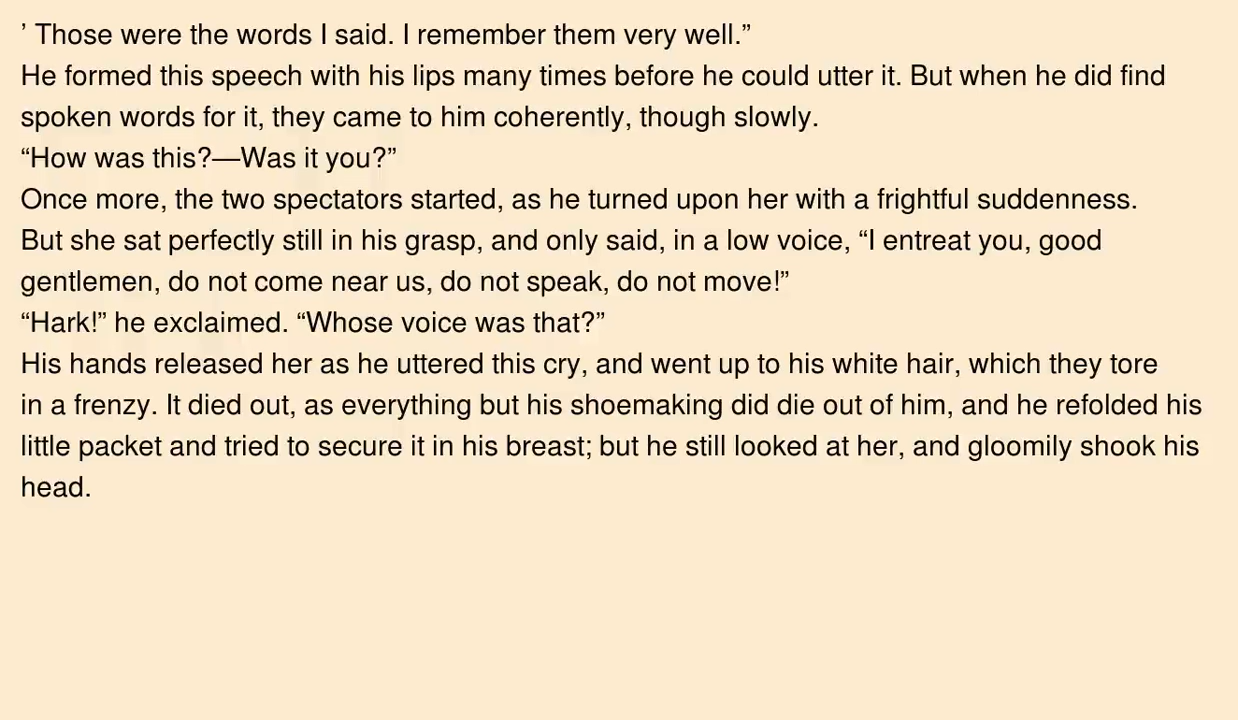 ’ Those were the words I said. I remember them very well.”
He formed this speech with his lips many times before he could utter it. But when he did find
spoken words for it, they came to him coherently, though slowly.
“How was this?—Was it you?”
Once more, the two spectators started, as he turned upon her with a frightful suddenness.
But she sat perfectly still in his grasp, and only said, in a low voice, “I entreat you, good
gentlemen, do not come near us, do not speak, do not move!”
“Hark!” he exclaimed. “Whose voice was that?”
His hands released her as he uttered this cry, and went up to his white hair, which they tore
in a frenzy. It died out, as everything but his shoemaking did die out of him, and he refolded his
little packet and tried to secure it in his breast; but he still looked at her, and gloomily shook his
head.